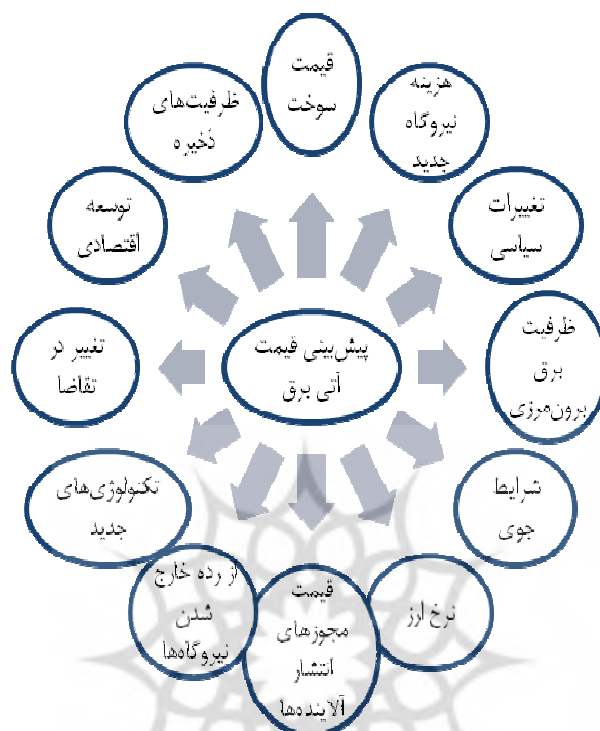 قیمت
سوخت
هزینه
نیروگاه
جدید
تغییرات
سیاسی
ظرفیت
برق
برون‌مرزی
شرایط
جوی
نرخ ارز
قیمت
مجوزهای
انتشار
آلاینده‌ها
از رده خارج
شدن
نیروگاه‌ها
تکنولوژی‌های
جدید
تغییر در
تقاضا
توسعه
اقتصادی
ظرفیت‌های
ذخیره
پیش‌بینی قیمت
آتی برق